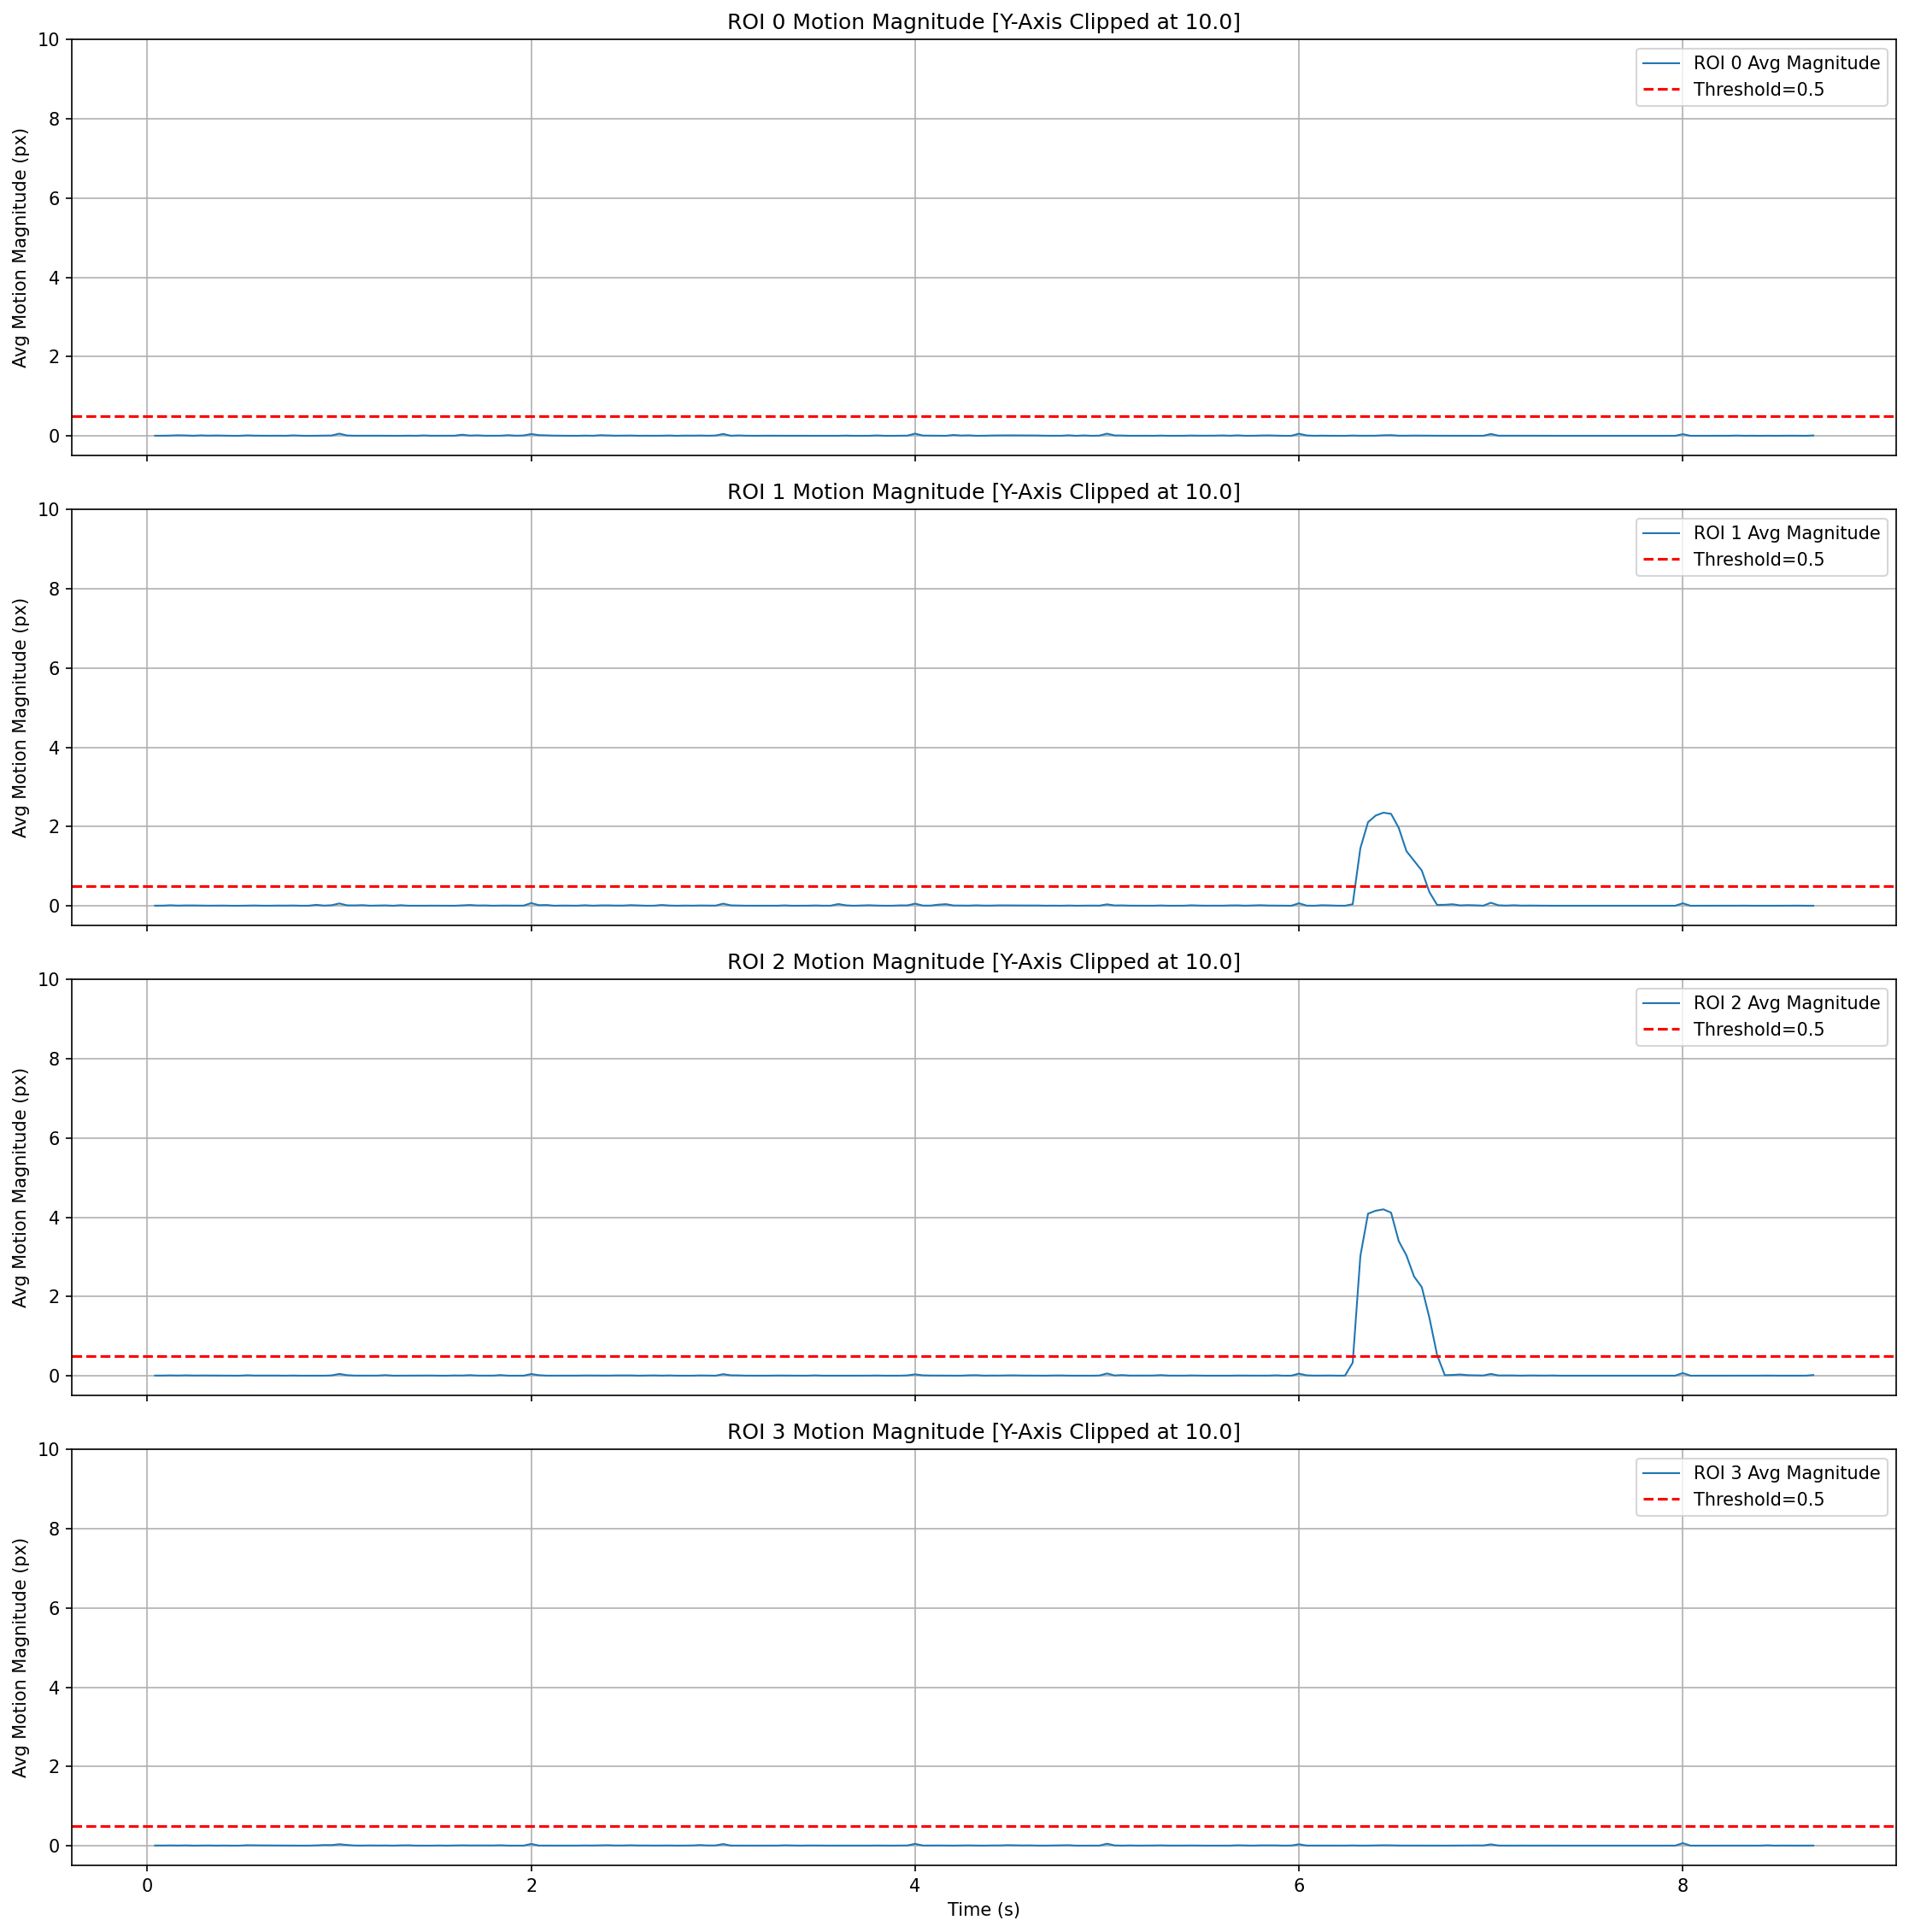 ROI 0 Motion Magnitude [Y-Axis Clipped at 10.0]
10
8
6
4
2
0
Avg Motion Magnitude (px)
ROI 0 Avg Magnitude
Threshold=0.5
ROI 1 Motion Magnitude [Y-Axis Clipped at 10.0]
10
8
6
4
2
0
Avg Motion Magnitude (px)
ROI 1 Avg Magnitude
Threshold=0.5
ROI 2 Motion Magnitude [Y-Axis Clipped at 10.0]
10
8
6
4
2
0
Avg Motion Magnitude (px)
ROI 2 Avg Magnitude
Threshold=0.5
ROI 3 Motion Magnitude [Y-Axis Clipped at 10.0]
10
8
6
4
2
0
Avg Motion Magnitude (px)
ROI 3 Avg Magnitude
Threshold=0.5
0 2 4 6 8
Time (s)